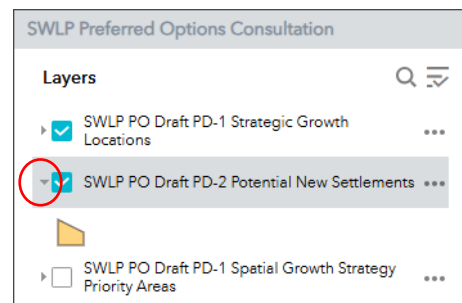 SWLP Preferred Options Consultation
Layers
SWLP PO Draft PD-1 Strategic Growth
Locations
SWLP PO Draft PD-2 Potential New Settlements
SWLP PO Draft PD-1 Spatial Growth Strategy
Priority Areas